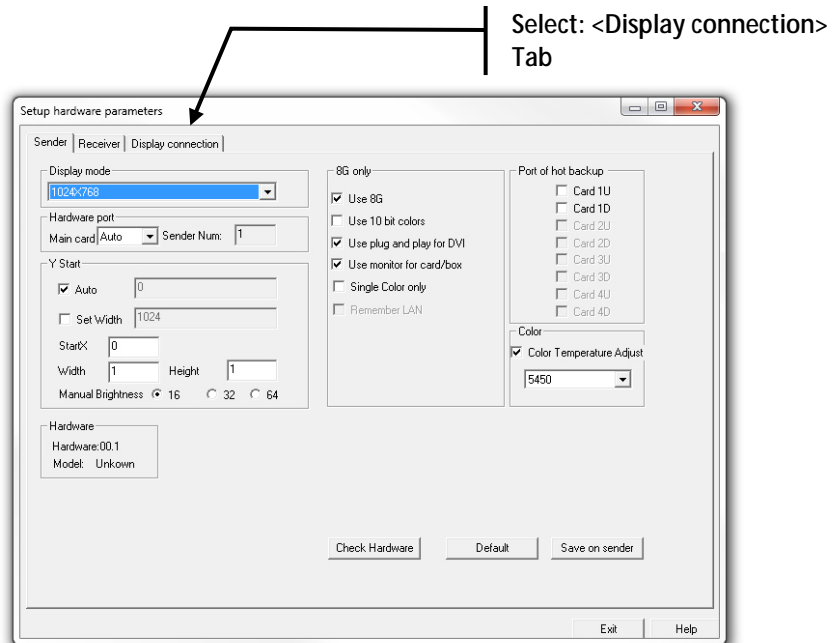 Select: <Display connection>
Tab
Setup hardware parameters
Sender Receiver Display connection
Display mode
1024X768
Hardware port
Main card Auto Sender Num: 1
Y Start
Auto 0
Set Width 1024
StartX 0
Width 1 Height 1
Manual Brightness 16 32 64
Hardware
Hardware:00.1
Model: Unkown
8G only
Use 8G
Use 10 bit colors
Use plug and play for DVI
Use monitor for card/box
Single Color only
Remember LAN
Port of hot backup
Card 1U
Card 1D
Card 2U
Card 2D
Card 3U
Card 3D
Card 4U
Card 4D
Color
Color Temperature Adjust
5450
Check Hardware Default Save on sender
Exit Help